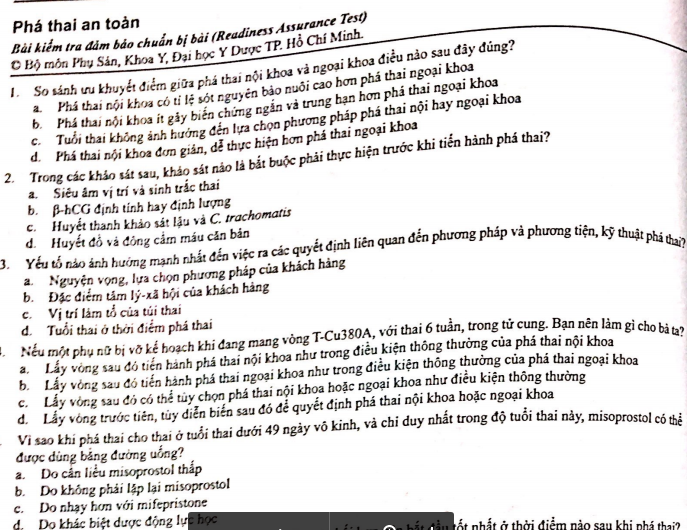 Phá thai an toàn
Bài kiểm tra đảm bảo chuẩn bị bài (Readiness Assurance Test)
© Bộ môn Phụ Sản, Khoa Y, Đại học Y Dược TP. Hồ Chí Minh.
1. So sánh ưu khuyết điểm giữa phá thai nội khoa và ngoại khoa điều nào sau đây đúng?
a. Phá thai nội khoa có tỉ lệ sót nguyên bào nuôi cao hơn phá thai ngoại khoa
b. Phá thai nội khoa ít gây biến chứng ngắn và trung hạn hơn phá thai ngoại khoa
c. Tuổi thai không ảnh hưởng đến lựa chọn phương pháp phá thai nội hay ngoại khoa
d. Phá thai nội khoa đơn giản, dễ thực hiện hơn phá thai ngoại khoa
2. Trong các khảo sát sau, khảo sát nào là bắt buộc phải thực hiện trước khi tiến hành phá thai?
a. Siêu âm vị trí và sinh trắc thai
b. β-hCG định tính hay định lượng
c. Huyết thanh khảo sát lậu và C. trachomatis
d. Huyết đồ và đông cầm máu căn bản
3. Yếu tố nào ảnh hưởng mạnh nhất đến việc ra các quyết định liên quan đến phương pháp và phương tiện, kỹ thuật phá thai?
a. Nguyện vọng, lựa chọn phương pháp của khách hàng
b. Đặc điểm tâm lý-xã hội của khách hàng
c. Vị trí làm tổ của túi thai
d. Tuổi thai ở thời điểm phá thai
. Nếu một phụ nữ bị vỡ kế hoạch khi đang mang vòng T-Cu380A, với thai 6 tuần, trong tử cung. Bạn nên làm gì cho bà ta?
a. Lấy vòng sau đó tiến hành phá thai nội khoa như trong điều kiện thông thường của phá thai nội khoa
b. Lấy vòng sau đó tiến hành phá thai ngoại khoa như trong điều kiện thông thường của phá thai ngoại khoa
c. Lấy vòng sau đó có thể tùy chọn phá thai nội khoa hoặc ngoại khoa như điều kiện thông thường
d. Lấy vòng trước tiên, tùy diễn biến sau đó để quyết định phá thai nội khoa hoặc ngoại khoa
Vì sao khi phá thai cho thai ở tuổi thai dưới 49 ngày vô kinh, và chỉ duy nhất trong độ tuổi thai này, misoprostol có thể
được dùng bằng đường uống?
a. Do cần liều misoprostol thấp
b. Do không phải lặp lại misoprostol
c. Do nhạy hơn với mifepristone
d. Do khác biệt dược động lực học
bắt đầu tốt nhất ở thời điểm nào sau khi phá thai?